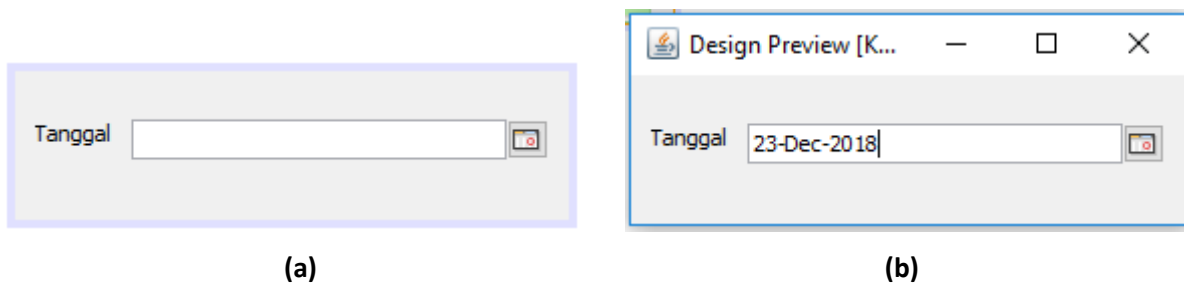 Design Preview [K...
Tanggal
Tanggal 23-Dec-2018
(a)
(b)